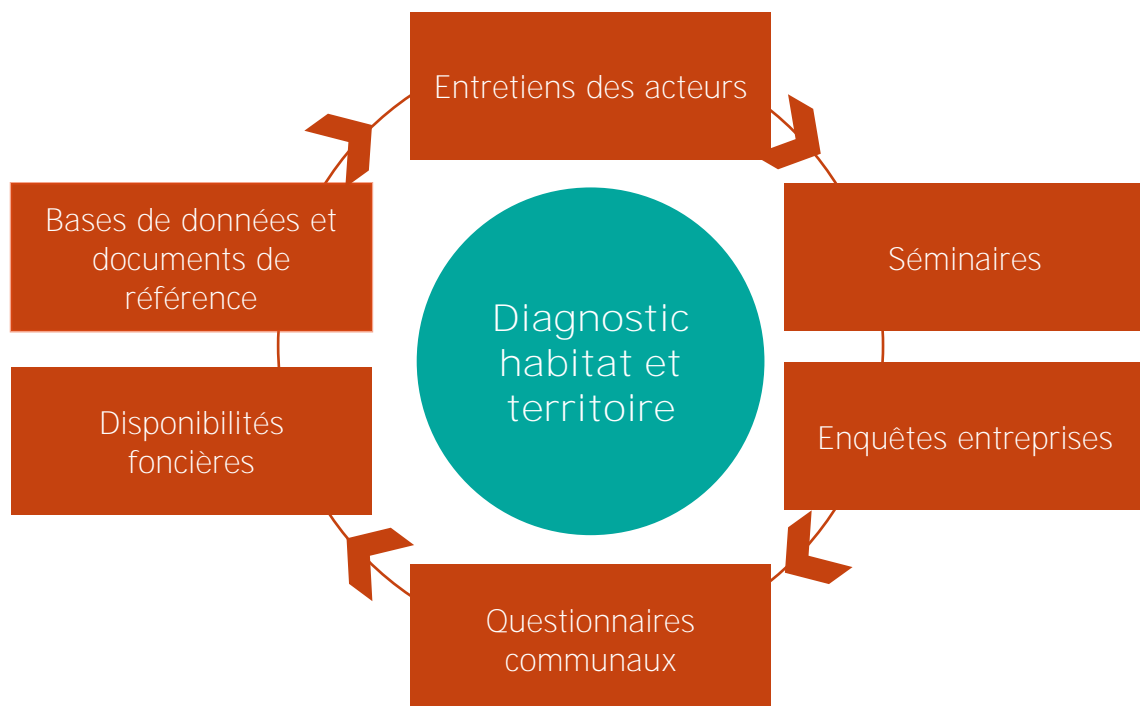 Entretiens des acteurs
Bases de données et
documents de
référence
Séminaires
Diagnostic
habitat et
territoire
Disponibilités
foncières
Enquêtes entreprises
Questionnaires
communaux